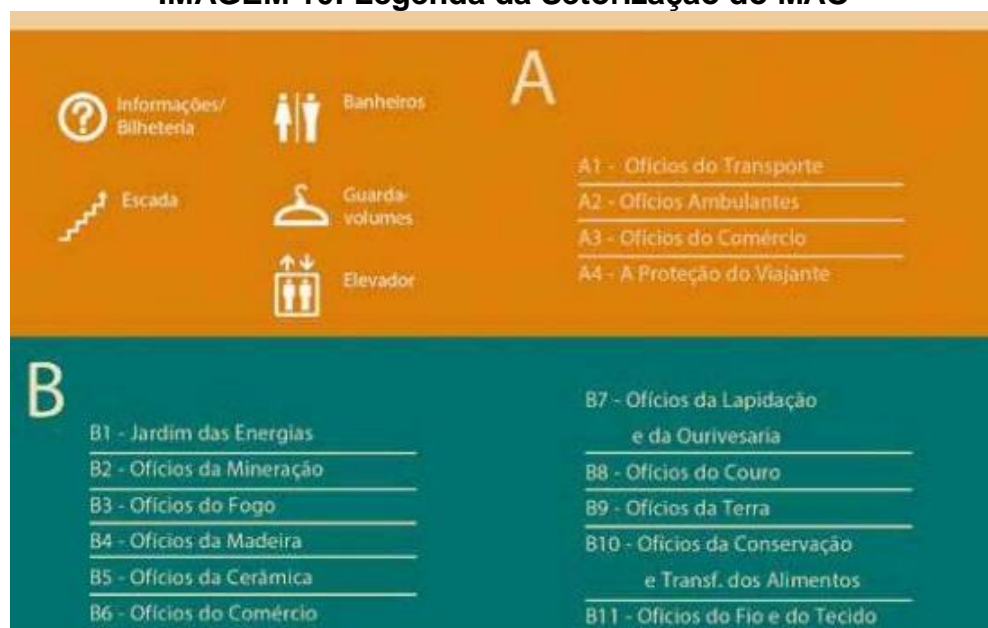 IMAGEM 10: Legenda da Setorização do MAO
A
Informações/
Bilheteria
Banheiros
Escada
Guarda-
volumes
Elevador
A1 - Ofícios do Transporte
A2 - Ofícios Ambulantes
A3 - Ofícios do Comércio
A4 - A Proteção do Viajante
B
B1 - Jardim das Energias
B2 - Ofícios da Mineração
B3 - Ofícios do Fogo
B4 - Ofícios da Madeira
B5 - Ofícios da Cerâmica
B6 - Ofícios do Comércio
B7 - Ofícios da Lapidação
e da Ourivesaria
B8 - Ofícios do Couro
B9 - Ofícios da Terra
B10 - Ofícios da Conservação
e Transf. dos Alimentos
B11 - Ofícios do Fio e do Tecido